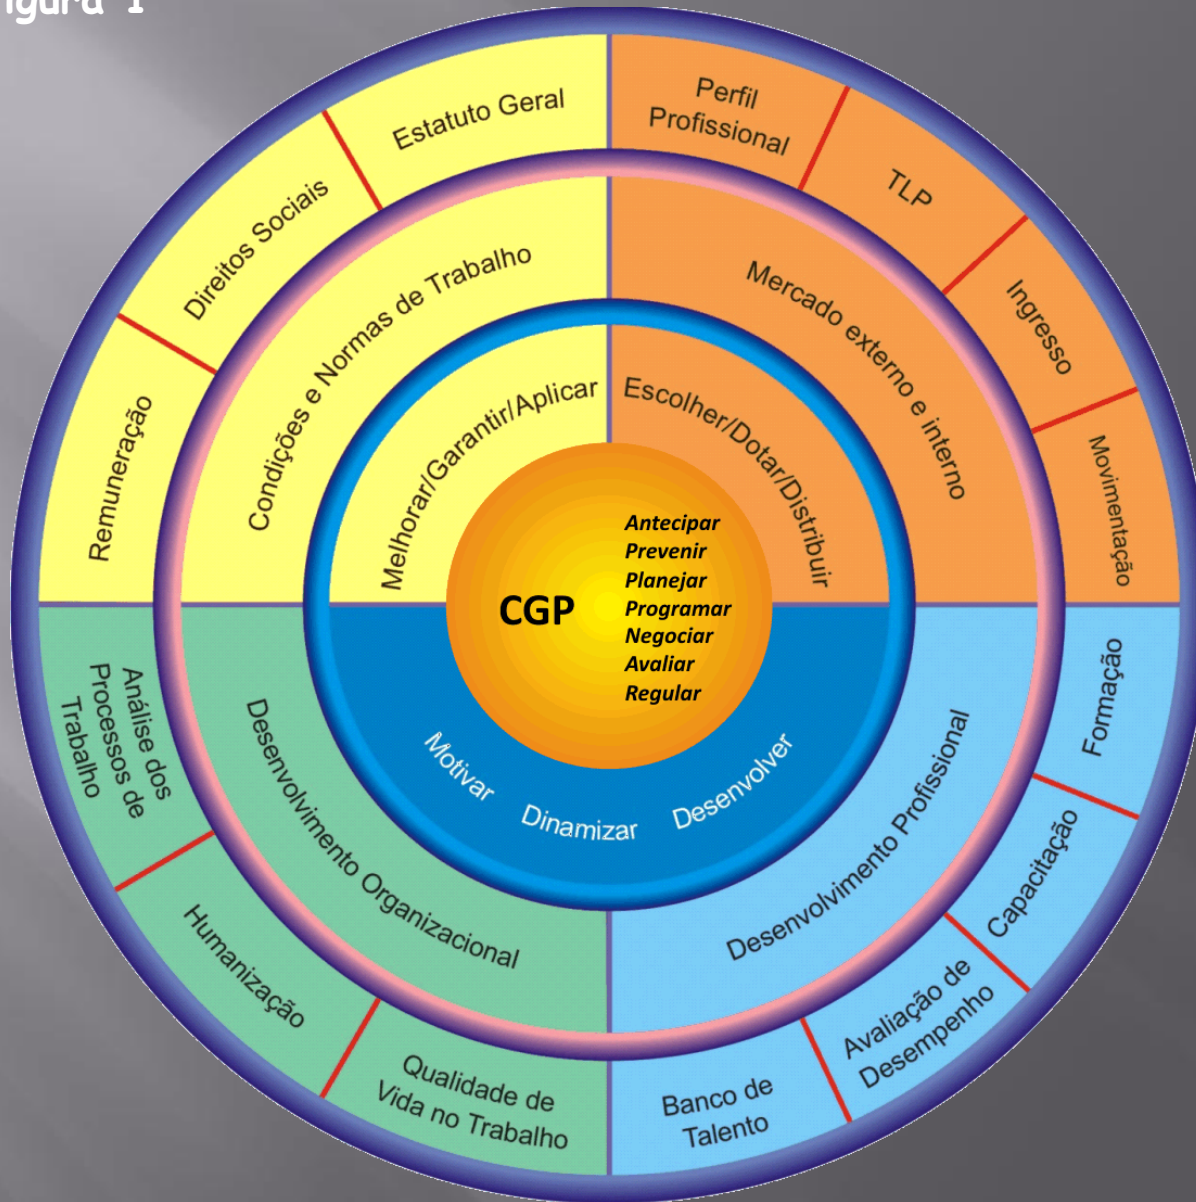 Figura 1
Estatuto Geral
Direitos Sociais
Remuneração
Perfil
Profissional
TLP
Ingresso
Movimentação
Condições e Normas de Trabalho
Mercado externo e interno
Melhorar/Garantir/Aplicar
Escolher/Dotar/Distribuir
CGP
Antecipar
Prevenir
Planejar
Programar
Negociar
Avaliar
Regular
Motivar
Dinamizar
Desenvolver
Desenvolvimento Organizacional
Desenvolvimento Profissional
Análise dos
Processos de
Trabalho
Humanização
Qualidade de
Vida no Trabalho
Formação
Capacitação
Avaliação de
Desempenho
Banco de
Talento